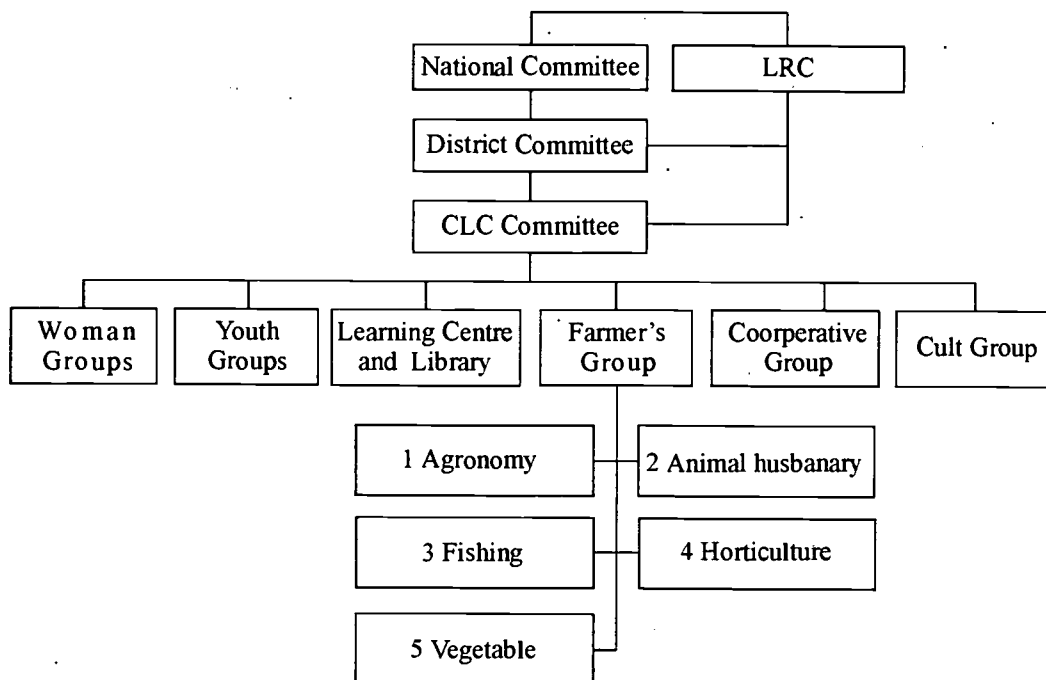 National Committee
LRC
District Committee
CLC Committee
Woman
Groups
Youth
Groups
Learning Centre
and Library
Farmer's
Group
Coorperative
Group
Cult Group
1 Agronomy
2 Animal husbanary
3 Fishing
4 Horticulture
5 Vegetable